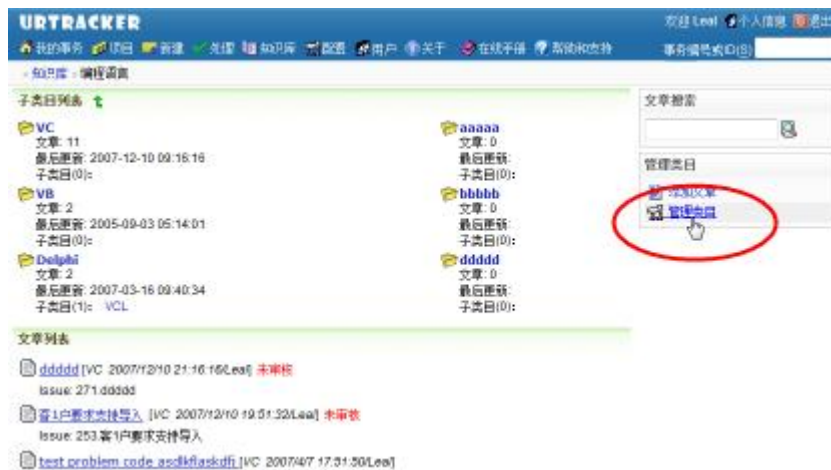 URTRACKER
欢迎 Leal 个人信息 退出
我的事务 项目 新建 处理 知识库 配置 用户 关于 在线手册 帮助和支持 事务编号或ID(S)
知识库 编程语言
子类目列表
文章搜索
VC
文章: 11
最后更新: 2007-12-10 09:16:16
子类目(0):
aaaaa
文章: 0
最后更新:
子类目(0):
管理类目
添加文章
管理类目
VB
文章: 2
最后更新: 2005-09-03 05:14:01
子类目(0):
bbbbb
文章: 0
最后更新:
子类目(0):
Delphi
文章: 2
最后更新: 2007-03-16 09:40:34
子类目(1): VCL
ddddd
文章: 0
最后更新:
子类目(0):
文章列表
ddddd [VC 2007/12/10 21:16:16/Leal] 未审核
Issue: 271.ddddd
客1户要求支持导入 [VC 2007/12/10 19:51:32/Leal] 未审核
Issue: 253.客1户要求支持导入
test problem code [VC 2007/4/7 17:51:50/Leal]